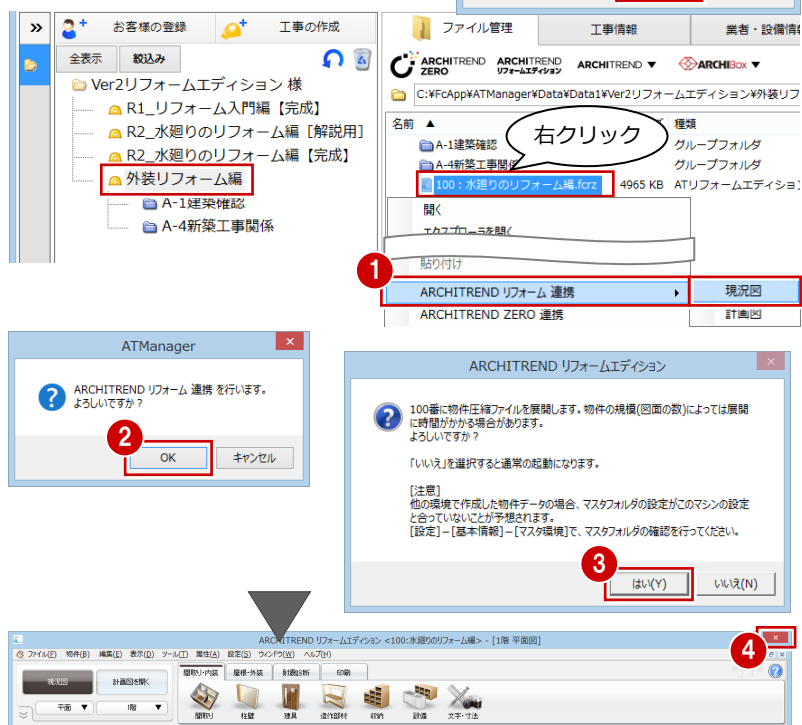 お客様の登録
工事の作成
全表示
絞込み
Ver2リフォームエディション 様
R1_リフォーム入門編【完成】
R2_水廻りのリフォーム編［解説用］
R2_水廻りのリフォーム編【完成】
外装リフォーム編
A-1建築確認
A-4新築工事関係
ファイル管理
工事情報
業者・設備情報
ARCHITREND ZERO
ARCHITREND リフォームエディション
ARCHITREND ▼
ARCHIBOX ▼
C:¥FcApp¥ATManager¥Data¥Data1¥Ver2リフォームエディション¥外装リフ
名前 ▲
種類
A-1建築確認
グループフォルダ
A-4新築工事関係
グループフォルダ
100：水廻りのリフォーム編.fcrz 4965 KB ATリフォームエディション
右クリック
開く
エクスプローラを開く
貼り付け
1
ARCHITREND リフォーム 連携
現況図
ARCHITREND ZERO 連携
計画図
ATManager
ARCHITREND リフォーム 連携 を行います。
よろしいですか？
2
OK
キャンセル
ARCHITREND リフォームエディション
100番に物件圧縮ファイルを展開します。物件の規模(図面の数)によっては展開
に時間がかかる場合があります。
よろしいですか？
「いいえ」を選択すると通常の起動になります。
[注意]
他の環境で作成した物件データの場合、マスタフォルダの設定がこのマシンの設定
と合っていないことが予想されます。
[設定]－[基本情報]－[マスタ環境]で、マスタフォルダの確認を行ってください。
3
はい(Y)
いいえ(N)
ARCHITREND リフォームエディション <100:水廻りのリフォーム編> - [1階 平面図]
4
ファイル(F) 物件(B) 編集(E) 表示(D) ツール(T) 属性(A) 設定(S) ウィンドウ(W) ヘルプ(H)
現況図
計画図を開く
間取り・内装
屋根・外装
耐震診断
印刷
平面 ▼
1階 ▼
間取り
柱壁
建具
造作部材
収納
設備
文字・寸法